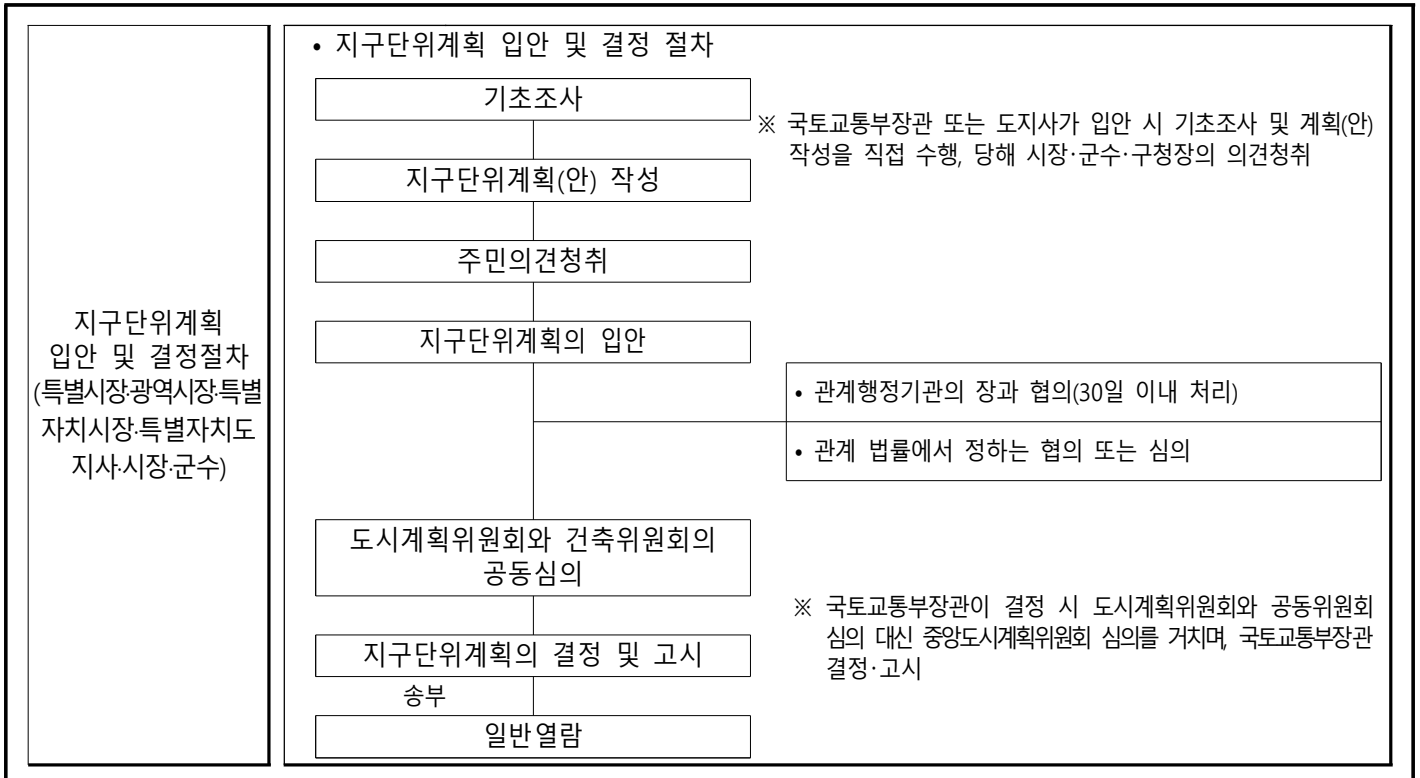 지구단위계획
입안 및 결정절차
(특별시장·광역시장·특별
자치시장·특별자치도
지사·시장·군수)
• 지구단위계획 입안 및 결정 절차
기초조사
※ 국토교통부장관 또는 도지사가 입안 시 기초조사 및 계획(안)
작성을 직접 수행, 당해 시장·군수·구청장의 의견청취
지구단위계획(안) 작성
주민의견청취
지구단위계획의 입안
• 관계행정기관의 장과 협의(30일 이내 처리)
• 관계 법률에서 정하는 협의 또는 심의
도시계획위원회와 건축위원회의
공동심의
※ 국토교통부장관이 결정 시 도시계획위원회와 공동위원회
심의 대신 중앙도시계획위원회 심의를 거치며, 국토교통부장관
결정·고시
지구단위계획의 결정 및 고시
송부
일반열람